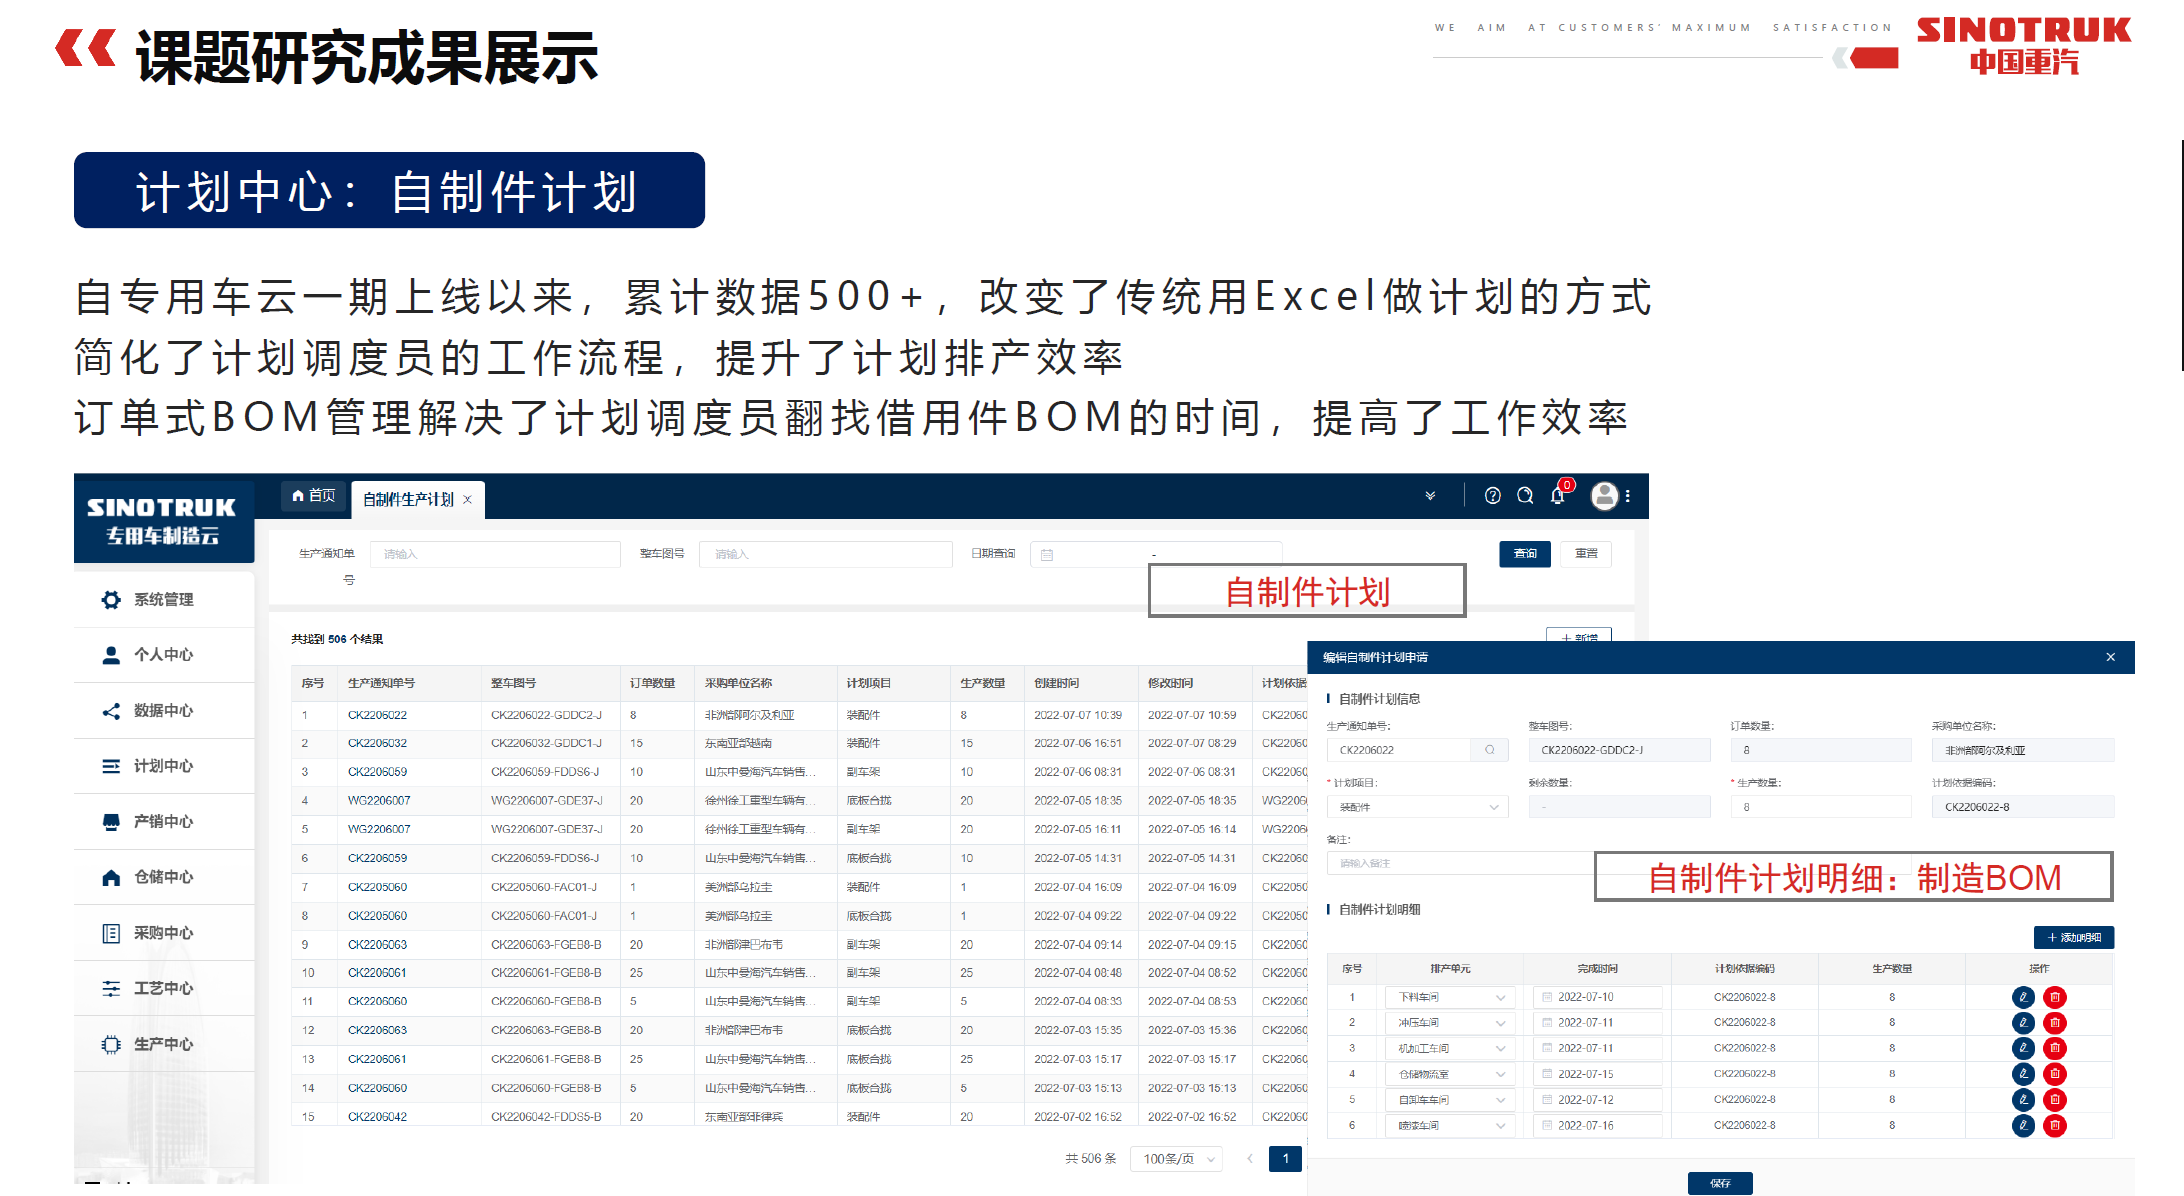 课题研究成果展示
WE AIM AT CUSTOMERS' MAXIMUM SATISFACTION
SINOTRUK
中国重汽
计划中心：自制件计划
自专用车云一期上线以来，累计数据500+，改变了传统用Excel做计划的方式
简化了计划调度员的工作流程，提升了计划排产效率
订单式BOM管理解决了计划调度员翻找借用件BOM的时间，提高了工作效率
SINOTRUK
专用车制造云
首页 自制件生产计划 ×
0
系统管理
个人中心
数据中心
计划中心
产销中心
仓储中心
采购中心
工艺中心
生产中心
生产通知单号 请输入 整车图号 请输入 日期查询 - 查询 重置
自制件计划
共找到 506 个结果
+ 新增
序号 生产通知单号 整车图号 订单数量 采购单位名称 计划项目 生产数量 创建时间 修改时间 计划依据
1 CK2206022 CK2206022-GDDC2-J 8 非洲部阿尔及利亚 装配件 8 2022-07-07 10:39 2022-07-07 10:59 CK2206
2 CK2206032 CK2206032-GDDC1-J 15 东南亚部越南 装配件 15 2022-07-06 16:51 2022-07-07 08:29 CK2206
3 CK2206059 CK2206059-FDDS6-J 10 山东中曼海汽车销售... 副车架 10 2022-07-06 08:31 2022-07-06 08:31 CK2206
4 WG2206007 WG2206007-GDE37-J 20 徐州徐工重型车辆有... 底板合拢 20 2022-07-05 18:35 2022-07-05 18:35 WG2206
5 WG2206007 WG2206007-GDE37-J 20 徐州徐工重型车辆有... 副车架 20 2022-07-05 16:11 2022-07-05 16:14 WG2206
6 CK2206059 CK2206059-FDDS6-J 10 山东中曼海汽车销售... 底板合拢 10 2022-07-05 14:31 2022-07-05 14:31 CK2206
7 CK2205060 CK2205060-FAC01-J 1 美洲部乌拉圭 装配件 1 2022-07-04 16:09 2022-07-04 16:09 CK2205
8 CK2205060 CK2205060-FAC01-J 1 美洲部乌拉圭 底板合拢 1 2022-07-04 09:22 2022-07-04 09:22 CK2205
9 CK2206063 CK2206063-FGEB8-B 20 非洲部津巴布韦 副车架 20 2022-07-04 09:14 2022-07-04 09:15 CK2206
10 CK2206061 CK2206061-FGEB8-B 25 山东中曼海汽车销售... 副车架 25 2022-07-04 08:48 2022-07-04 08:52 CK2206
11 CK2206060 CK2206060-FGEB8-B 5 山东中曼海汽车销售... 副车架 5 2022-07-04 08:33 2022-07-04 08:53 CK2206
12 CK2206063 CK2206063-FGEB8-B 20 非洲部津巴布韦 底板合拢 20 2022-07-03 15:35 2022-07-03 15:36 CK2206
13 CK2206061 CK2206061-FGEB8-B 25 山东中曼海汽车销售... 底板合拢 25 2022-07-03 15:17 2022-07-03 15:17 CK2206
14 CK2206060 CK2206060-FGEB8-B 5 山东中曼海汽车销售... 底板合拢 5 2022-07-03 15:13 2022-07-03 15:13 CK2206
15 CK2206042 CK2206042-FDDS5-B 20 东南亚部菲律宾 装配件 20 2022-07-02 16:52 2022-07-02 16:52 CK2206
共 506 条 100条/页 1
编辑自制件计划申请
自制件计划信息
生产通知单号： 整车图号： 订单数量： 采购单位名称：
CK2206022 CK2206022-GDDC2-J 8 非洲部阿尔及利亚
* 计划项目： 剩余数量： * 生产数量： 计划依据编码：
装配件 - 8 CK2206022-8
备注：
请输入备注
自制件计划明细：制造BOM
自制件计划明细
+ 添加明细
序号 排产单元 完成时间 计划依据编码 生产数量 操作
1 下料车间 2022-07-10 CK2206022-8 8
2 冲压车间 2022-07-11 CK2206022-8 8
3 机加工车间 2022-07-11 CK2206022-8 8
4 仓储物流室 2022-07-15 CK2206022-8 8
5 自卸车车间 2022-07-12 CK2206022-8 8
6 喷漆车间 2022-07-16 CK2206022-8 8
保存